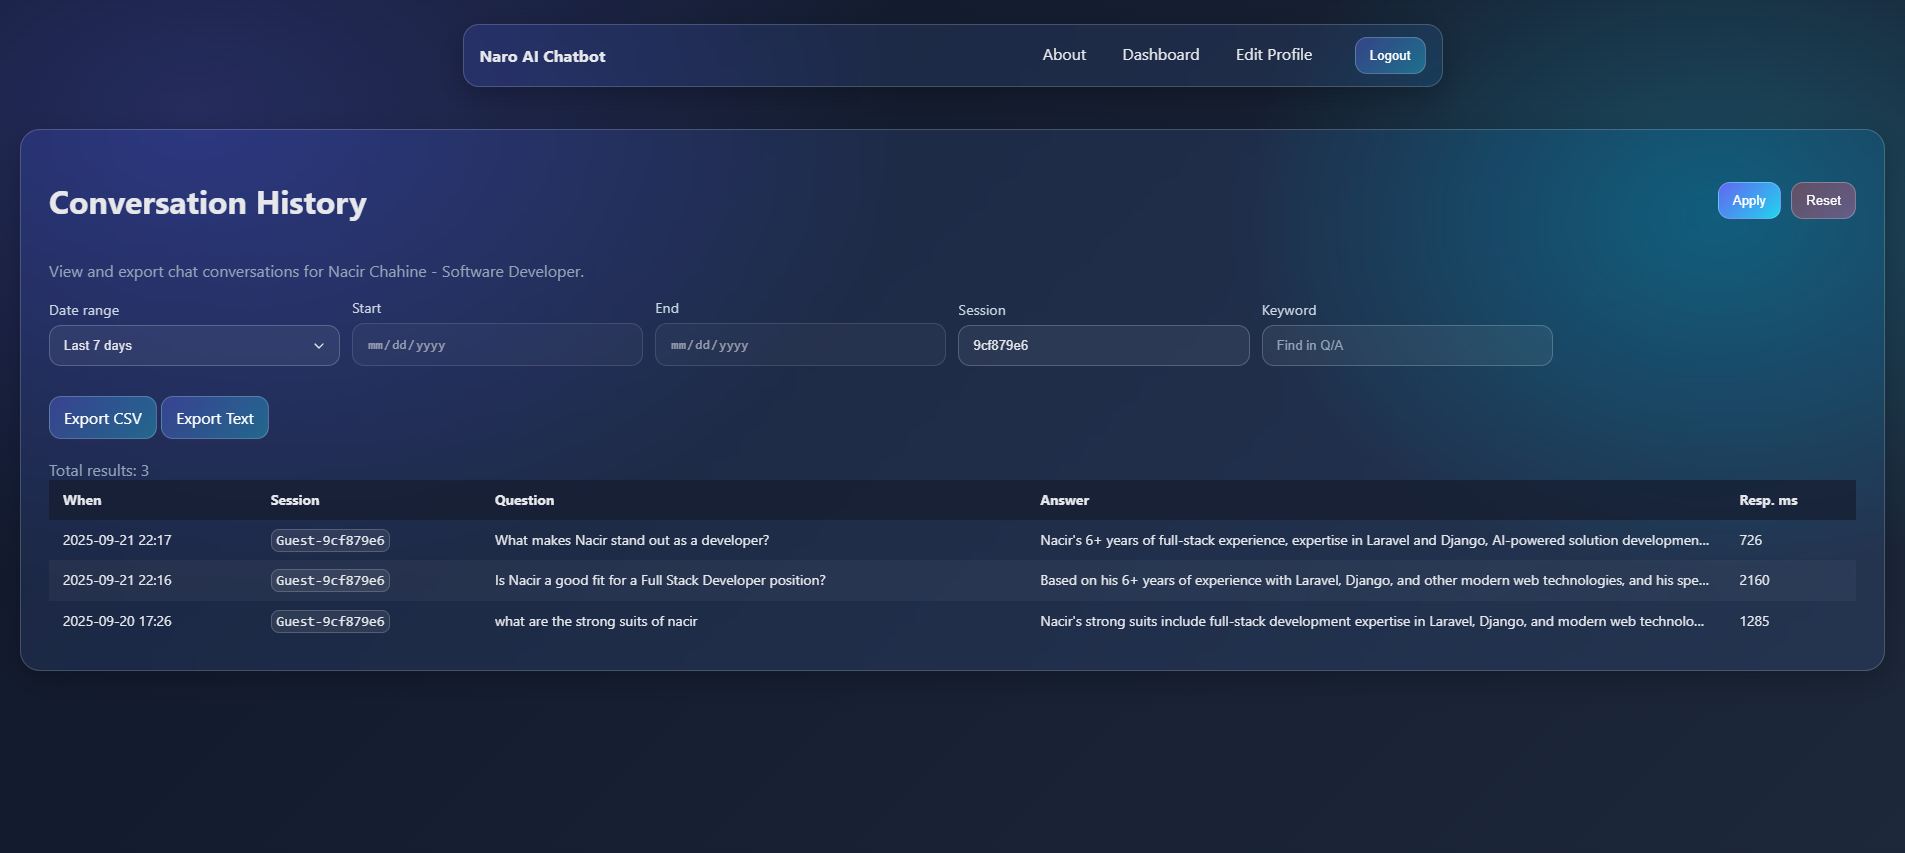 Naro AI Chatbot About Dashboard Edit Profile Logout
Conversation History Apply Reset
View and export chat conversations for Nacir Chahine - Software Developer.
Date range Start End Session Keyword
Last 7 days mm/dd/yyyy mm/dd/yyyy 9cf879e6 Find in Q/A
Export CSV Export Text
Total results: 3
When Session Question Answer Resp. ms
2025-09-21 22:17 Guest-9cf879e6 What makes Nacir stand out as a developer? Nacir's 6+ years of full-stack experience, expertise in Laravel and Django, AI-powered solution developmen... 726
2025-09-21 22:16 Guest-9cf879e6 Is Nacir a good fit for a Full Stack Developer position? Based on his 6+ years of experience with Laravel, Django, and other modern web technologies, and his spe... 2160
2025-09-20 17:26 Guest-9cf879e6 what are the strong suits of nacir Nacir's strong suits include full-stack development expertise in Laravel, Django, and modern web technolo... 1285